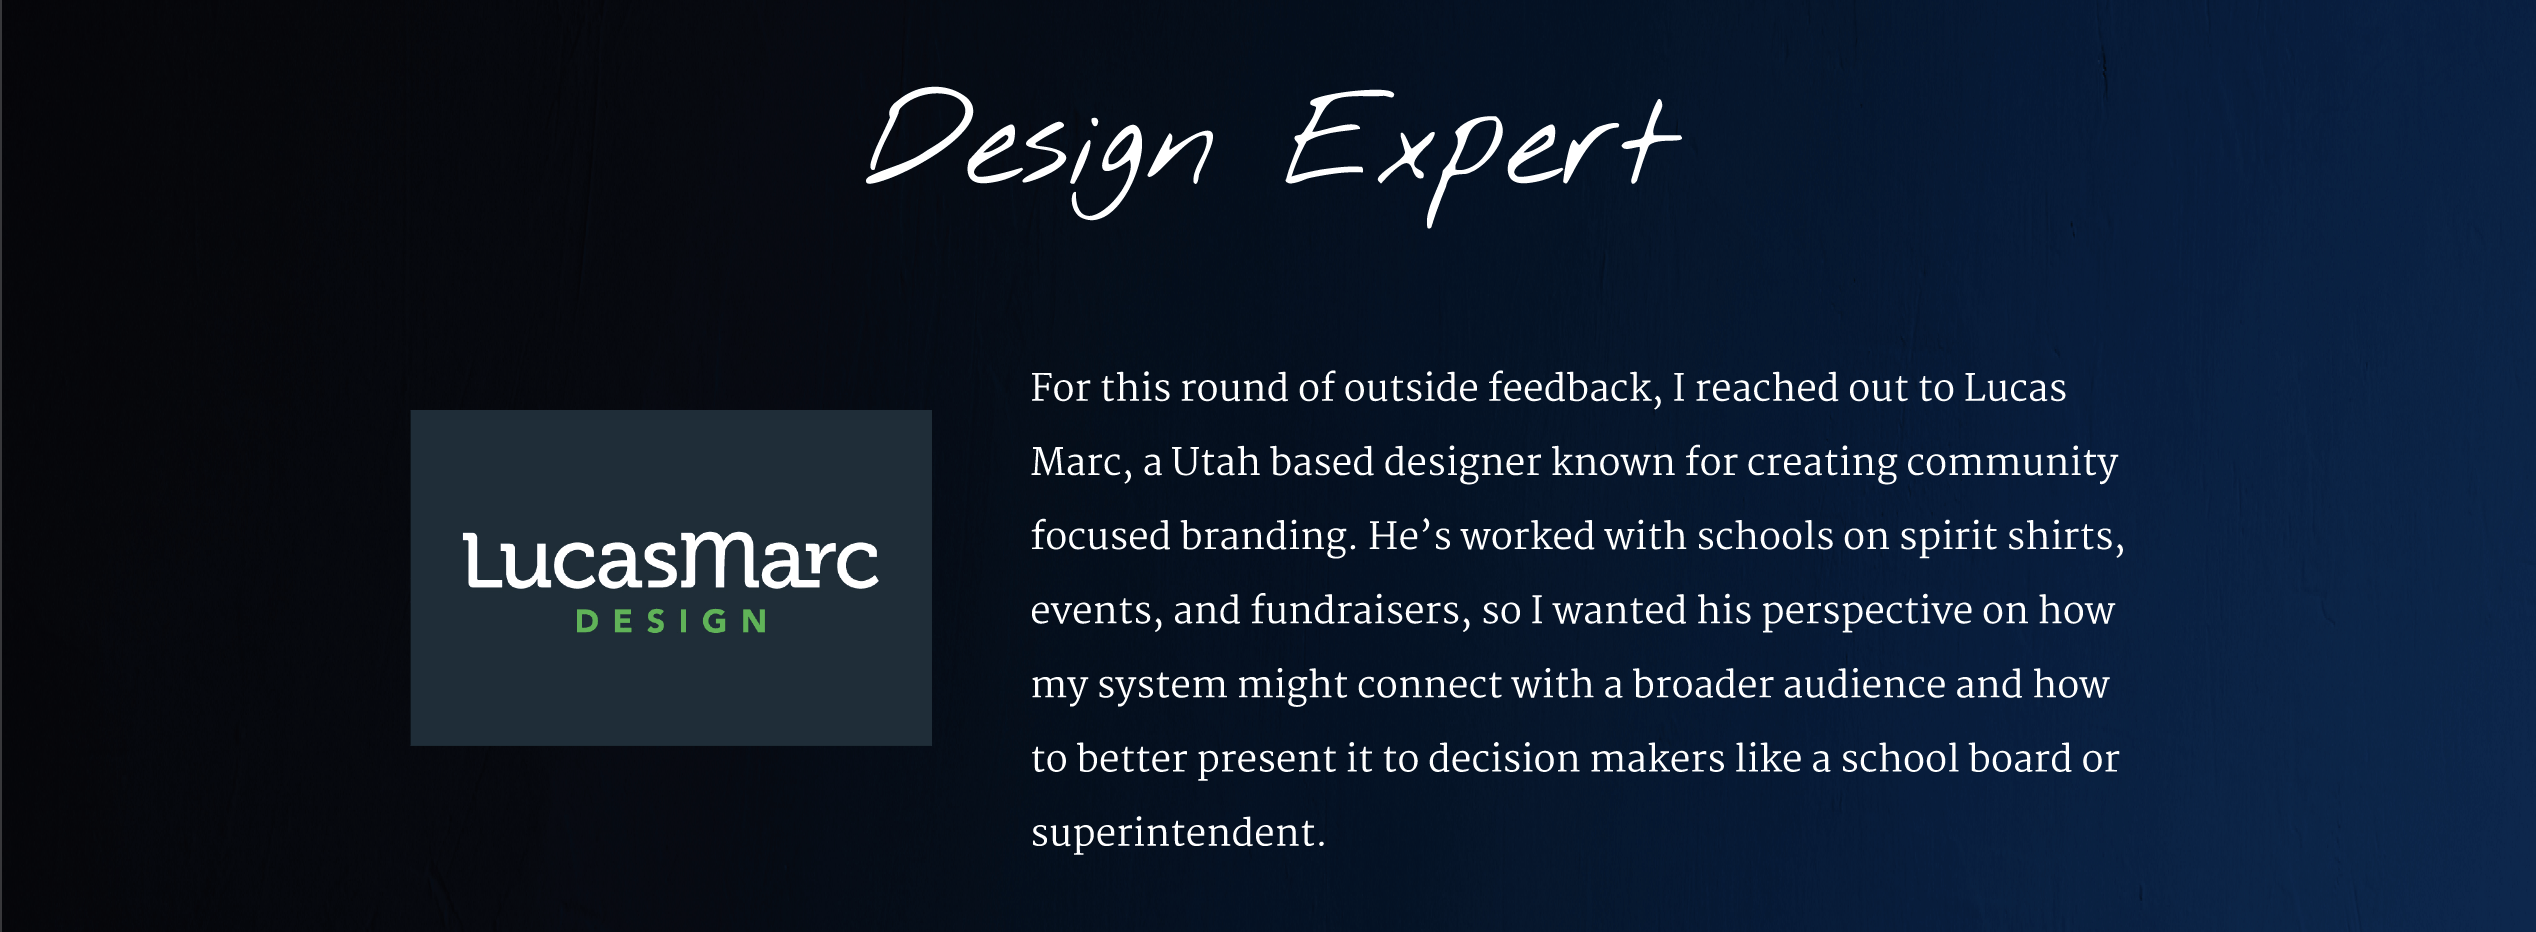 Design Expert
LucasMarc
DESIGN
For this round of outside feedback, I reached out to Lucas
Marc, a Utah based designer known for creating community
focused branding. He’s worked with schools on spirit shirts,
events, and fundraisers, so I wanted his perspective on how
my system might connect with a broader audience and how
to better present it to decision makers like a school board or
superintendent.